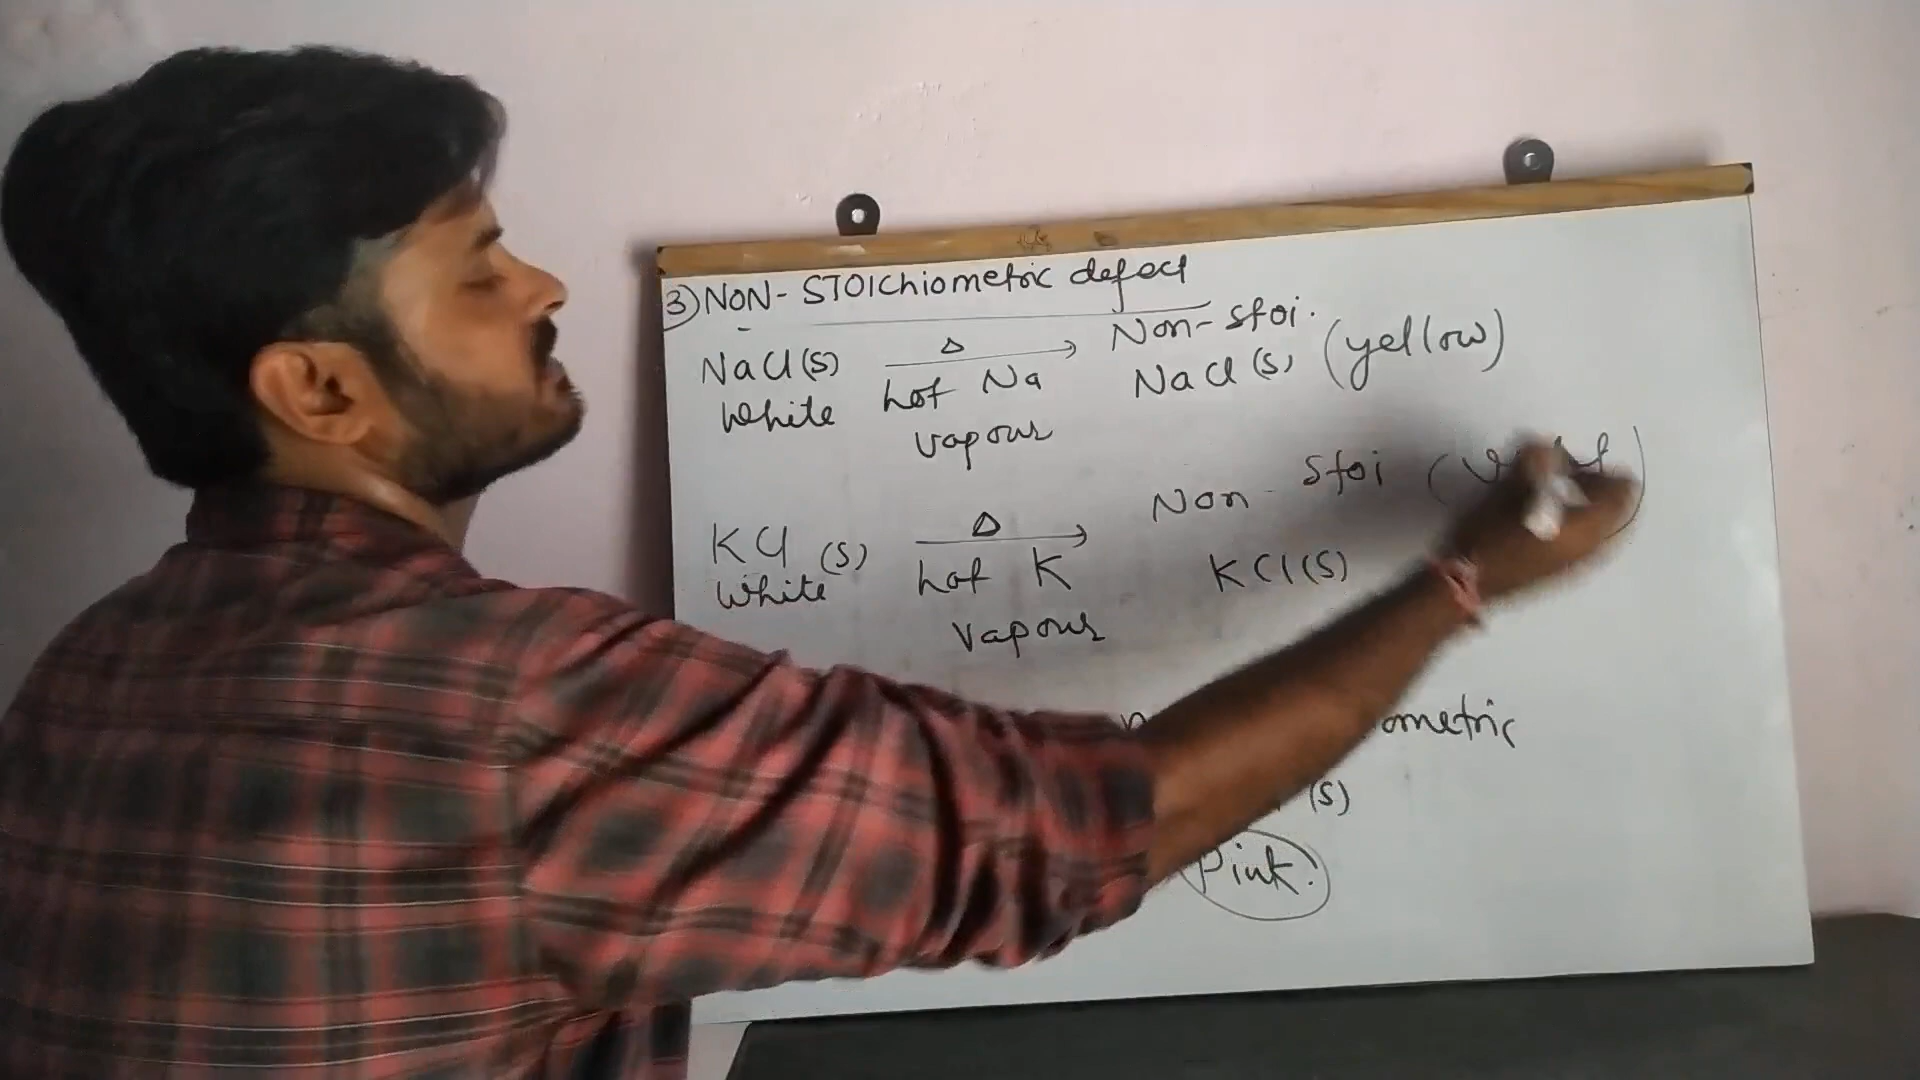 3) NON-STOIChiometric defect
NaCl(s) Δ → Non-stoi.
White hot Na NaCl(s) (yellow)
vapour
Non-stoi
KCl(s) Δ →
White hot K KCl(s)
vapour
ometric
(s)
Pink!